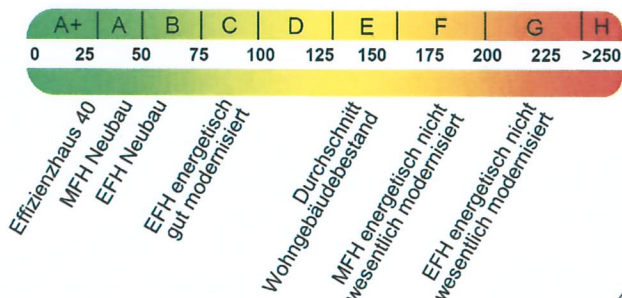 A+ A B C D E F G H
0 25 50 75 100 125 150 175 200 225 >250
Effizienzhaus 40
MFH Neubau
EFH Neubau
EFH energetisch
gut modernisiert
Durchschnitt
Wohngebäudebestand
MFH energetisch nicht
wesentlich modernisiert
EFH energetisch nicht
wesentlich modernisiert